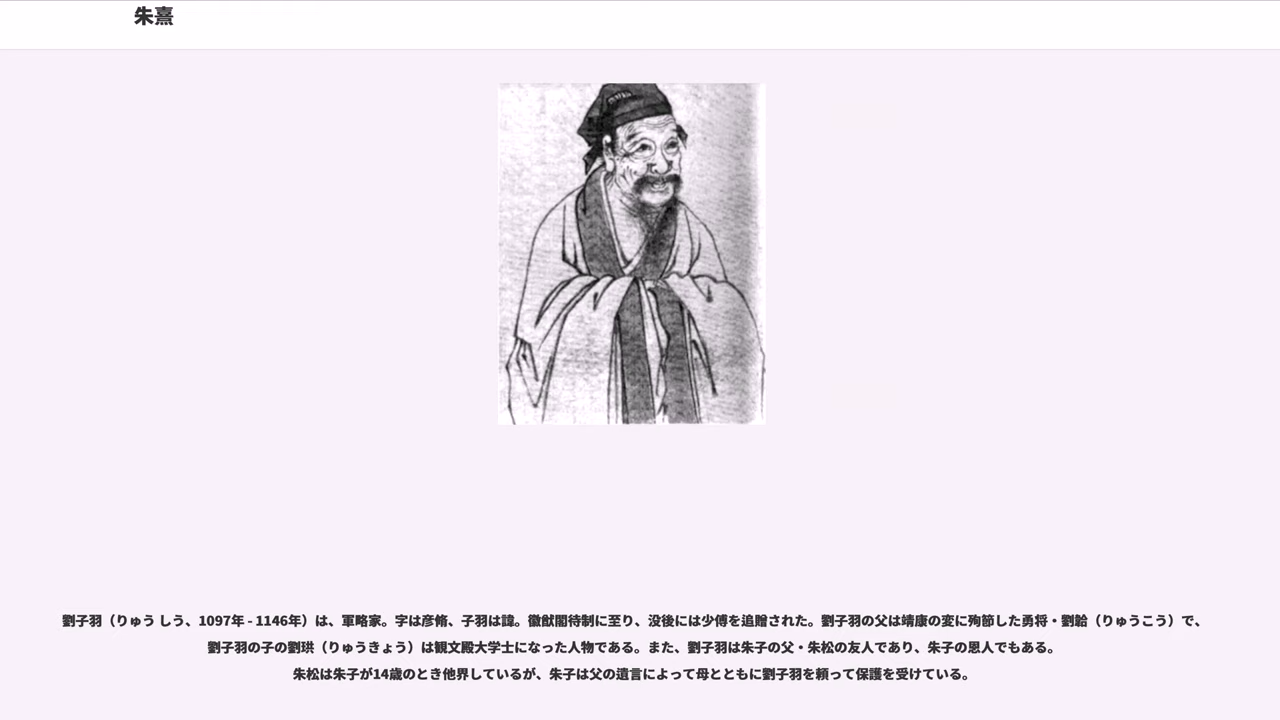 朱熹
劉子羽（りゅう しう、1097年 - 1146年）は、軍略家。字は彦脩、子羽は諱。徽猷閣待制に至り、没後には少傅を追贈された。劉子羽の父は靖康の変に殉節した勇将・劉韐（りゅうこう）で、
劉子羽の子の劉珙（りゅうきょう）は観文殿大学士になった人物である。また、劉子羽は朱子の父・朱松の友人であり、朱子の恩人でもある。
朱松は朱子が14歳のとき他界しているが、朱子は父の遺言によって母とともに劉子羽を頼って保護を受けている。